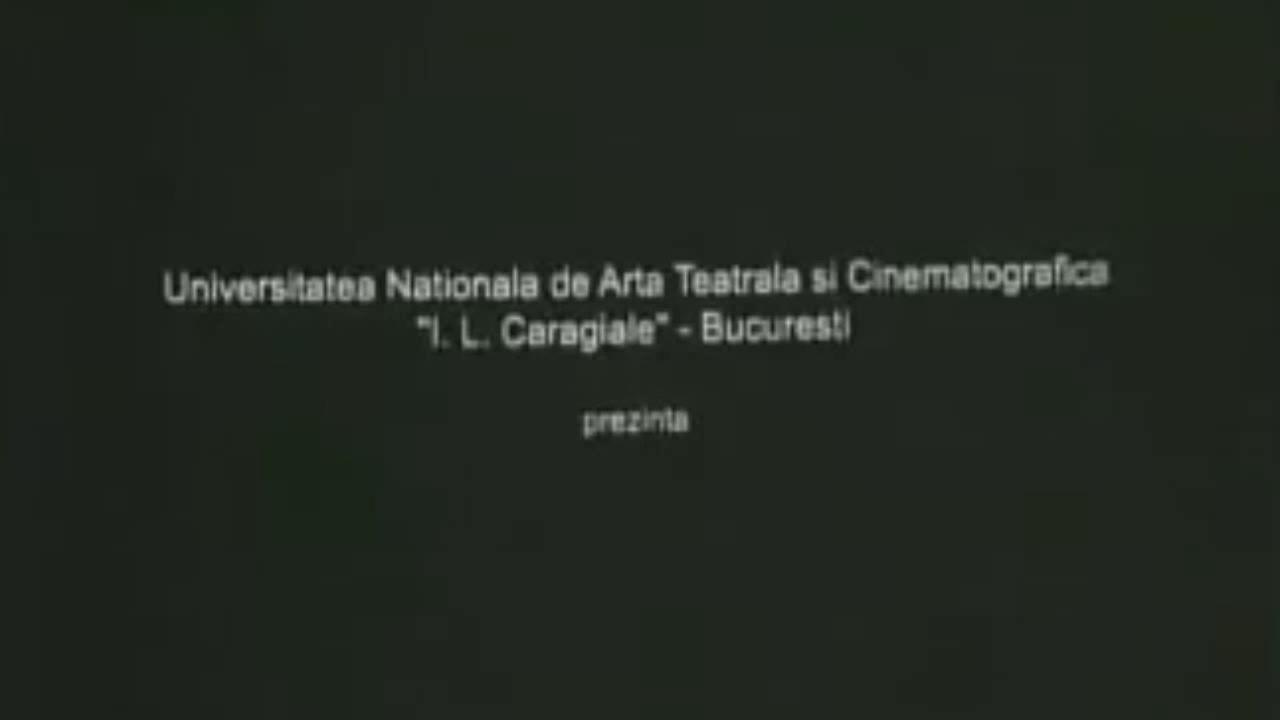 Universitatea Nationala de Arta Teatrala si Cinematografica
"I. L. Caragiale" - Bucuresti
prezinta